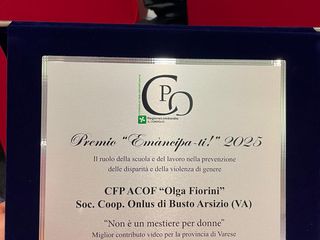 CPO
Premio "Emàncipa-ti!" 2025
Il ruolo della scuola e del lavoro nella prevenzione
delle disparità e della violenza di genere
CFP ACOF "Olga Fiorini"
Soc. Coop. Onlus di Busto Arsizio (VA)
"Non è un mestiere per donne"
Miglior contributo video per la provincia di Varese